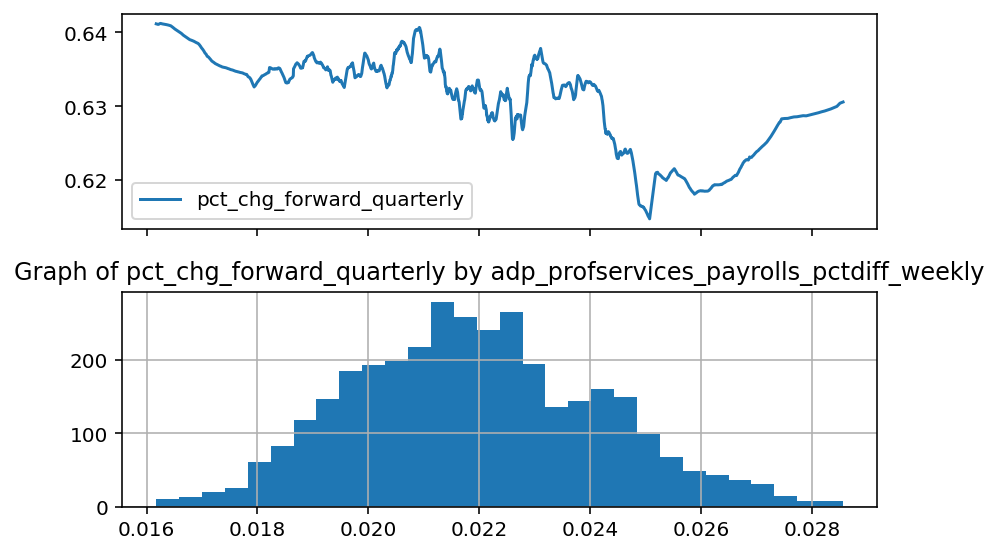 0.64
0.63
0.62
pct_chg_forward_quarterly
Graph of pct_chg_forward_quarterly by adp_profservices_payrolls_pctdiff_weekly
200
100
0
0.016 0.018 0.020 0.022 0.024 0.026 0.028